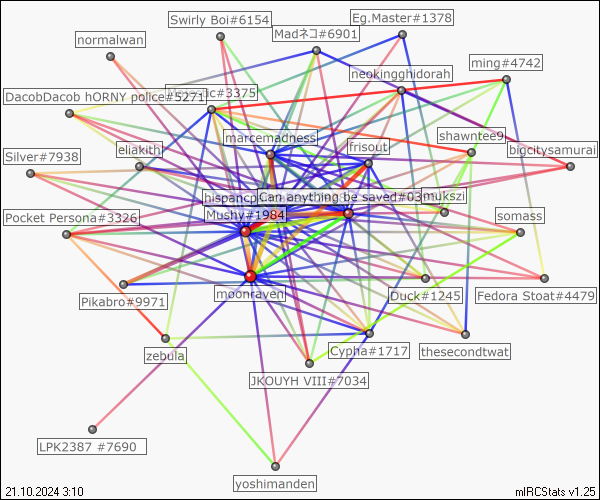 Swirly Boi#6154
Eg.Master#1378
Madネコ#6901
normalwan
ming#4742
neokingghidorah
#3375
DacobDacob hORNY police#5271
marcemadness
shawntee9
frisout
eliakith
bigcitysamurai
Silver#7938
hispancp
Can anything be saved#03
mukszi
Mushy#1984
Pocket Persona#3326
somass
moonraven
Pikabro#9971
Duck#1245
Fedora Stoat#4479
zebula
Cypha#1717
thesecondtwat
JKOUYH VIII#7034
LPK2387 #7690
yoshimanden
21.10.2024 3:10
mIRCStats v1.25